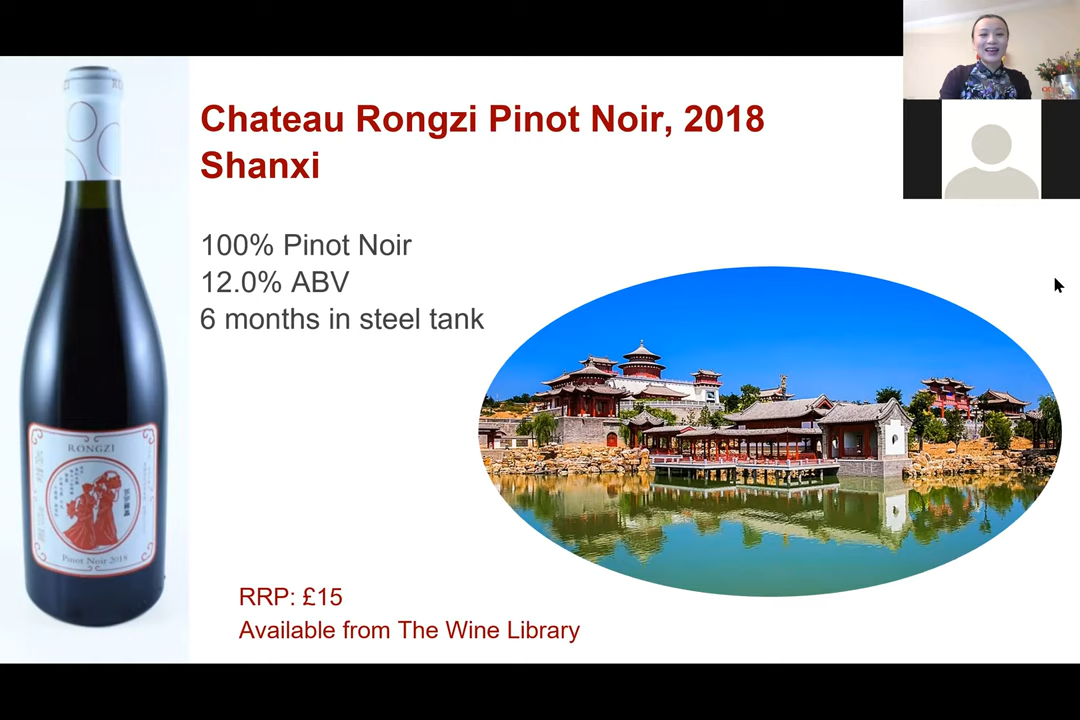 Chateau Rongzi Pinot Noir, 2018
Shanxi
100% Pinot Noir
12.0% ABV
6 months in steel tank
RONGZI
Pinot Noir 2018
RRP: £15
Available from The Wine Library